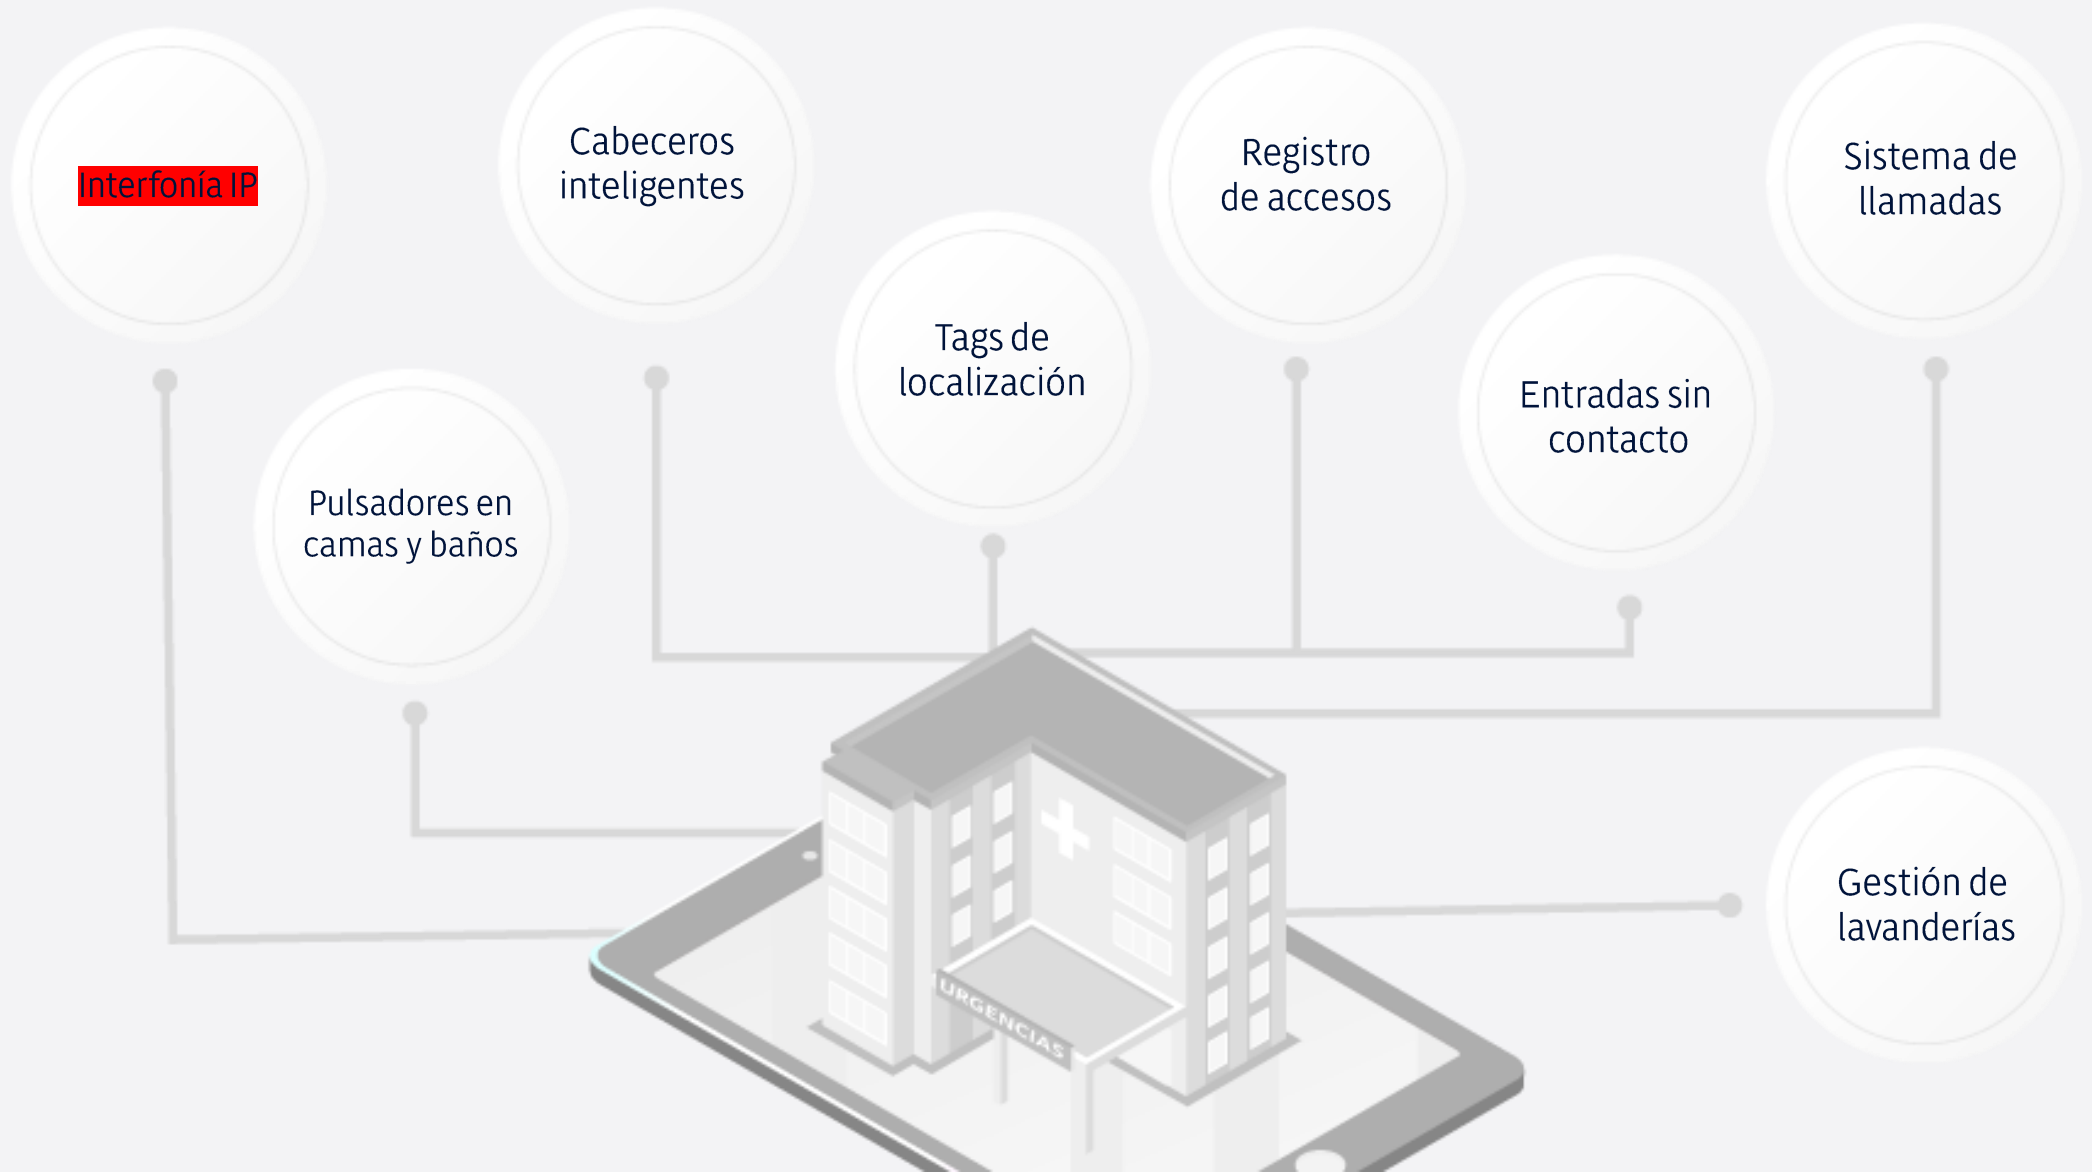 Interfonía IP
Cabeceros
inteligentes
Registro
de accesos
Sistema de
llamadas
Tags de
localización
Entradas sin
contacto
Pulsadores en
camas y baños
Gestión de
lavanderías
URGENCIAS